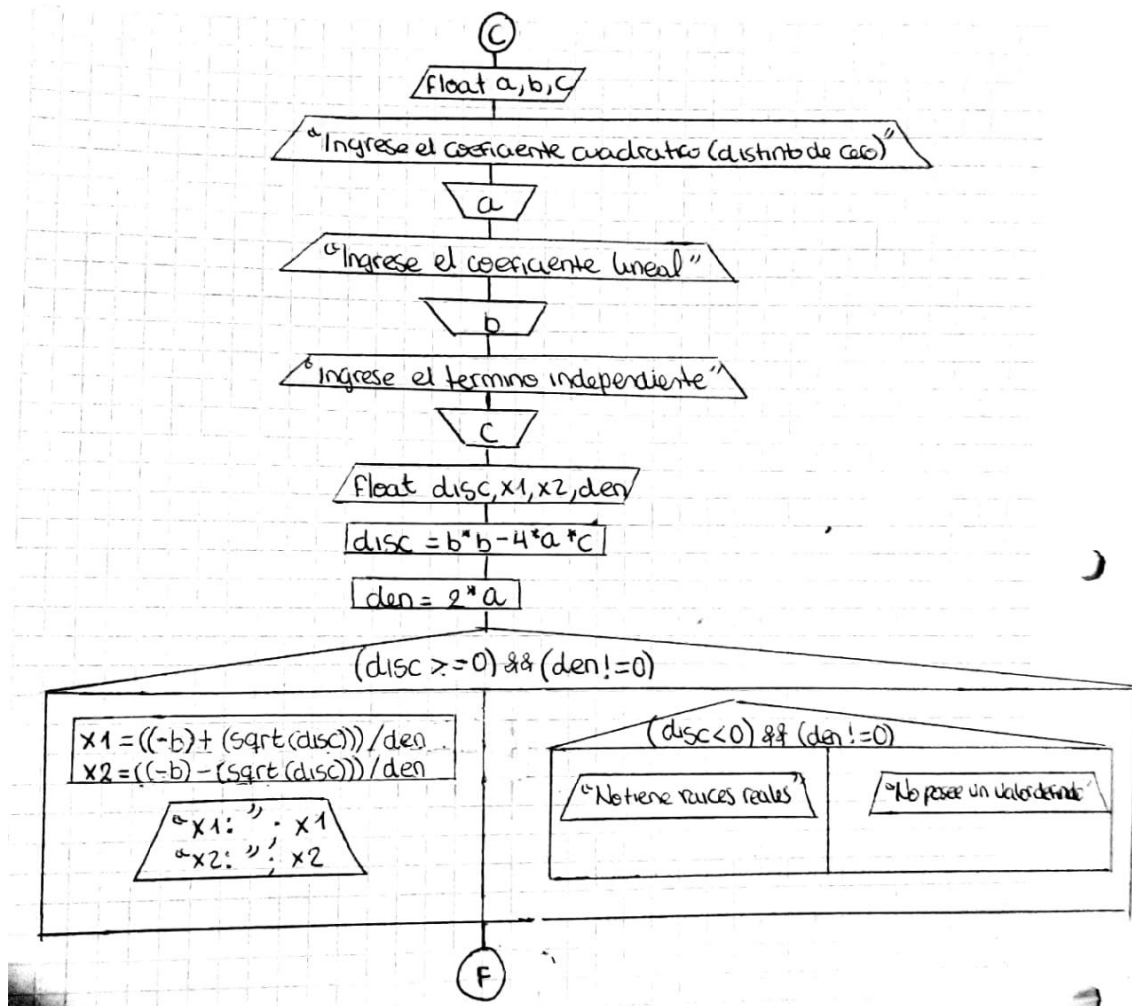 C
float a, b, c
"Ingrese el coeficiente cuadratico (distinto de cero)"
a
"Ingrese el coeficiente lineal"
b
"Ingrese el termino independiente"
c
float disc, x1, x2, den
disc = b*b-4*a*c
den = 2*a
(disc >= 0) && (den != 0)
x1 = ((-b) + (sqrt(disc)))/den
x2 = ((-b) - (sqrt(disc)))/den
"x1: ", x1
"x2: ", x2
(disc<0) && (den != 0)
"No tiene raices reales"
"No posee un valor definido"
F